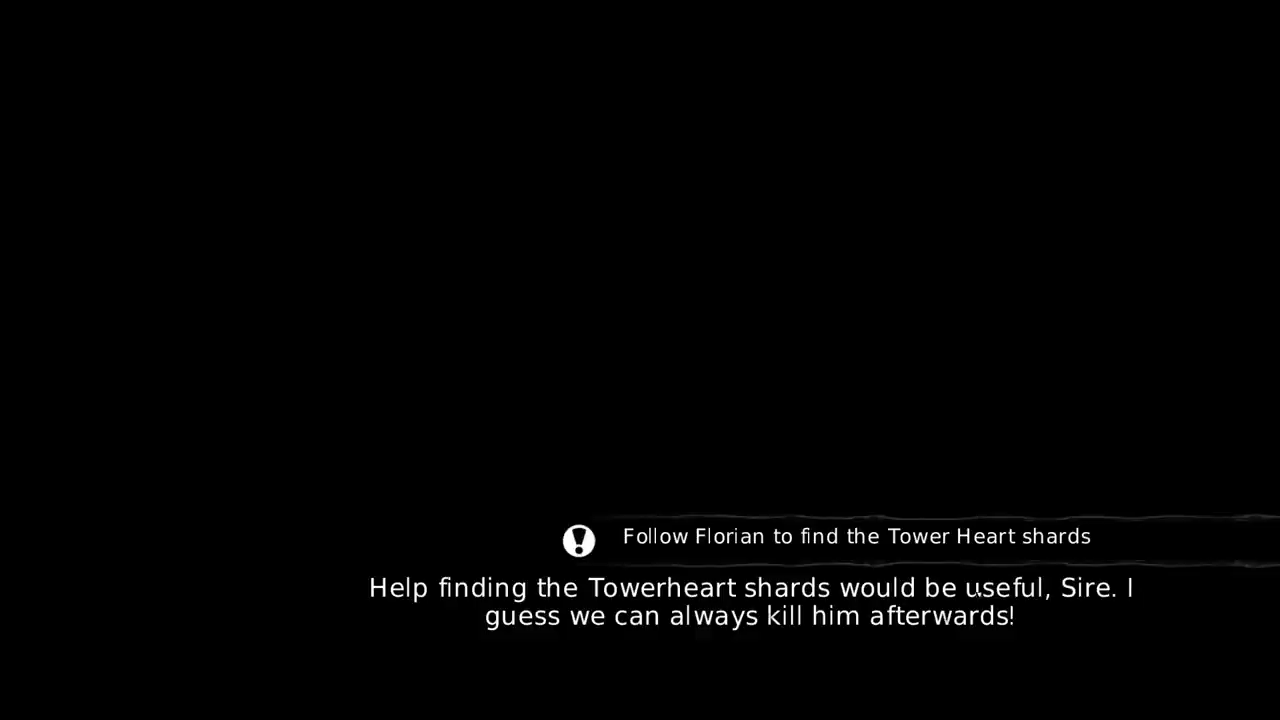 Follow Florian to find the Tower Heart shards
Help finding the Towerheart shards would be useful, Sire. I
guess we can always kill him afterwards!